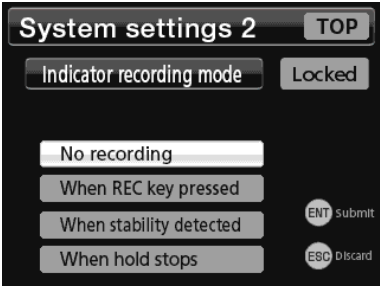 System settings 2 TOP
Indicator recording mode Locked
No recording
When REC key pressed
When stability detected
When hold stops
ENT Submit
ESC Discard